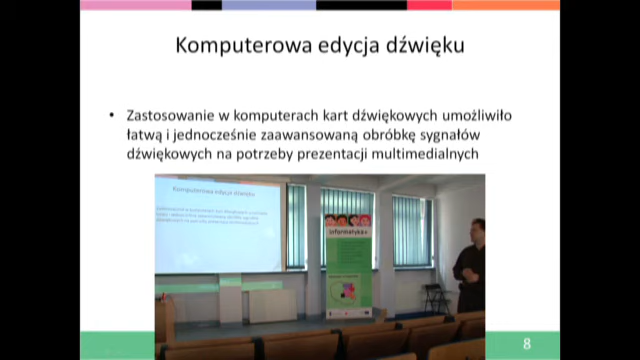 Komputerowa edycja dźwięku
• Zastosowanie w komputerach kart dźwiękowych umożliwiło
łatwą i jednocześnie zaawansowaną obróbkę sygnałów
dźwiękowych na potrzeby prezentacji multimedialnych
Komputerowa edycja dźwięku
informatyka+
8